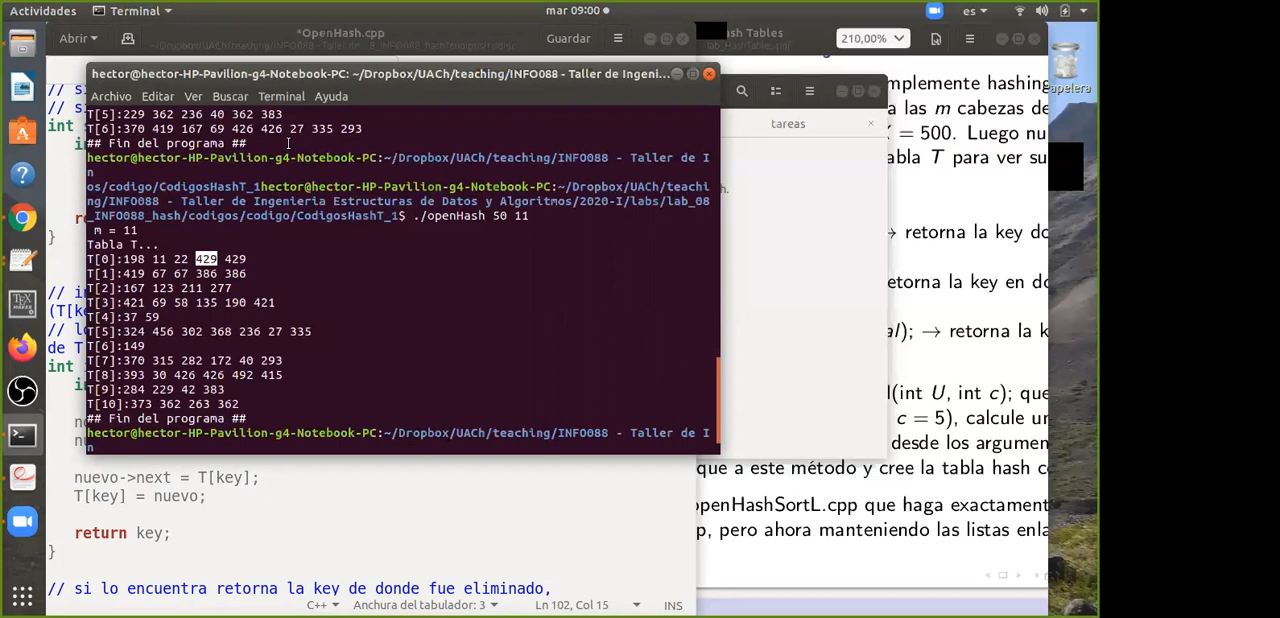 Actividades
Terminal
mar 09:00
es
Abrir
*OpenHash.cpp
Guardar
210,00%
hector@hector-HP-Pavilion-g4-Notebook-PC: ~/Dropbox/UACh/teaching/INFO088 - Taller de Ingeni...
Archivo Editar Ver Buscar Terminal Ayuda
T[5]:229 362 236 40 362 383
T[6]:370 419 167 69 426 426 27 335 293
## Fin del programa ##
hector@hector-HP-Pavilion-g4-Notebook-PC:~/Dropbox/UACh/teaching/INFO088 - Taller de I
n
os/codigo/CodigosHashT_1hector@hector-HP-Pavilion-g4-Notebook-PC:~/Dropbox/UACh/teachi
ng/INFO088 - Taller de Ingenieria Estructuras de Datos y Algoritmos/2020-I/labs/lab_08
_INFO088_hash/codigos/codigo/CodigosHashT_1$ ./openHash 50 11
m = 11
Tabla T...
T[0]:198 11 22 429 429
T[1]:419 67 67 386 386
T[2]:167 123 211 277
T[3]:421 69 58 135 190 421
T[4]:37 59
T[5]:324 456 302 368 236 27 335
T[6]:149
T[7]:370 315 282 172 40 293
T[8]:393 30 426 426 492 415
T[9]:284 229 42 383
T[10]:373 362 263 362
## Fin del programa ##
hector@hector-HP-Pavilion-g4-Notebook-PC:~/Dropbox/UACh/teaching/INFO088 - Taller de I
n
// si
// s
int
}
// i
(T[k
// l
de T
int
nuevo->next = T[key];
T[key] = nuevo;
return key;
}
// si lo encuentra retorna la key de donde fue eliminado,
C++
Anchura del tabulador: 3
Ln 102, Col 15
INS
tareas
mplemente hashing
a las m cabezas de
K = 500. Luego nu
abla T para ver su
→ retorna la key do
etorna la key en do
al); → retorna la k
d(int U, int c); que
c = 5), calcule un
desde los argumen
que a este método y cree la tabla hash c
openHashSortL.cpp que haga exactament
p, pero ahora manteniendo las listas enla
apelera